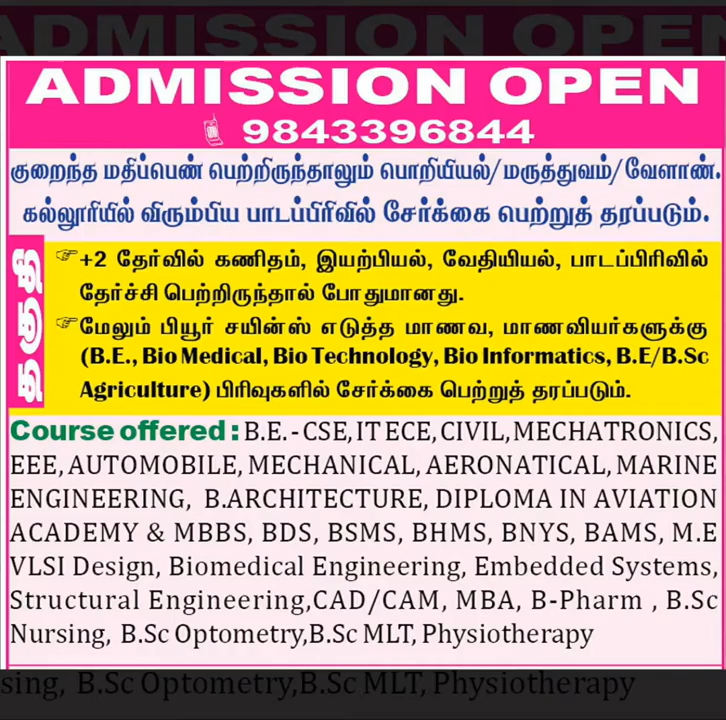 ADMISSION OPEN
ADMISSION OPEN
9843396844
குறைந்த மதிப்பெண் பெற்றிருந்தாலும் பொறியியல்/மருத்துவம்/வேளாண்.
கல்லூரியில் விரும்பிய பாடப்பிரிவில் சேர்க்கை பெற்றுத் தரப்படும்.
தகுதி
☞+2 தேர்வில் கணிதம், இயற்பியல், வேதியியல், பாடப்பிரிவில்
தேர்ச்சி பெற்றிருந்தால் போதுமானது.
☞மேலும் பியூர் சயின்ஸ் எடுத்த மாணவ, மாணவியர்களுக்கு
(B.E., Bio Medical, Bio Technology, Bio Informatics, B.E/B.Sc
Agriculture) பிரிவுகளில் சேர்க்கை பெற்றுத் தரப்படும்.
Course offered : B.E. - CSE, IT ECE, CIVIL, MECHATRONICS,
EEE, AUTOMOBILE, MECHANICAL, AERONATICAL, MARINE
ENGINEERING, B.ARCHITECTURE, DIPLOMA IN AVIATION
ACADEMY & MBBS, BDS, BSMS, BHMS, BNYS, BAMS, M.E
VLSI Design, Biomedical Engineering, Embedded Systems,
Structural Engineering,CAD/CAM, MBA, B-Pharm , B.Sc
Nursing, B.Sc Optometry,B.Sc MLT, Physiotherapy
sing, B.Sc Optometry,B.Sc MLT, Physiotherapy